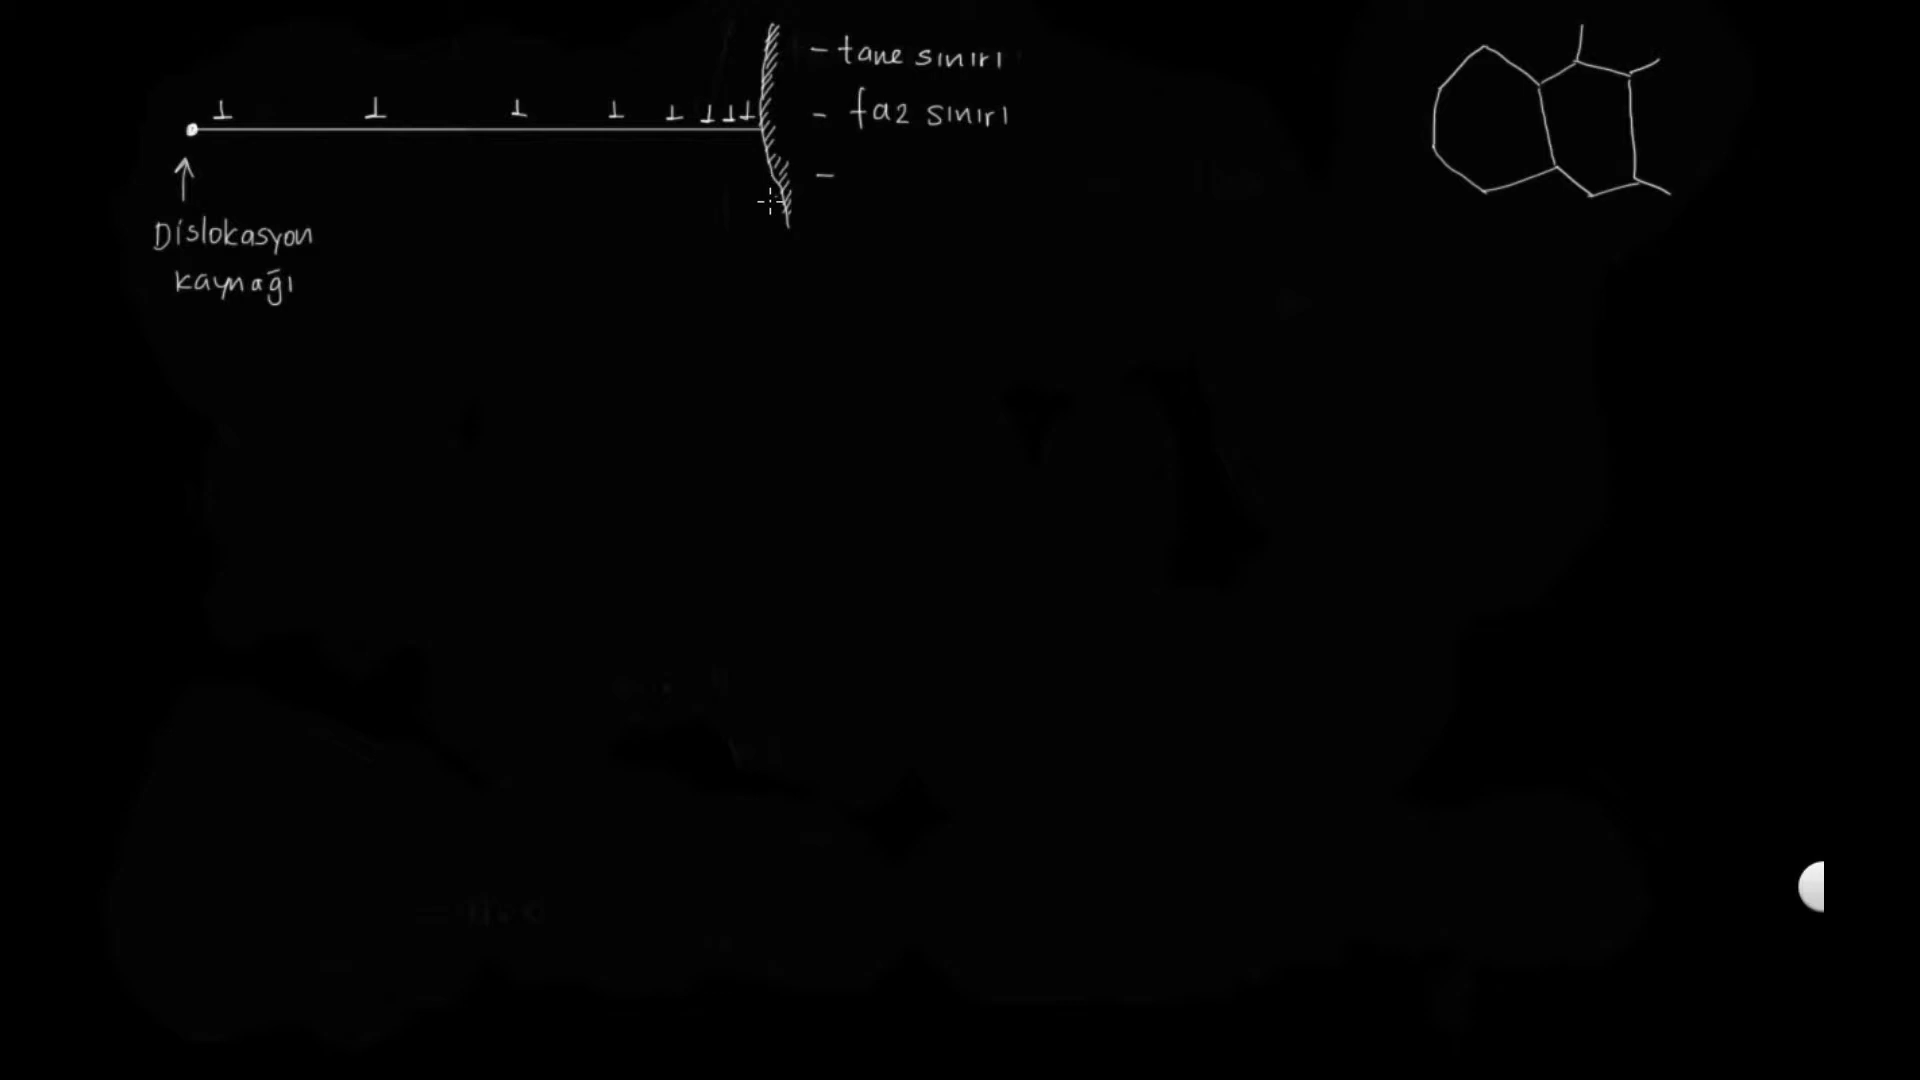 - tane sınırı
- faz sınırı
-
Dislokasyon
kaynağı